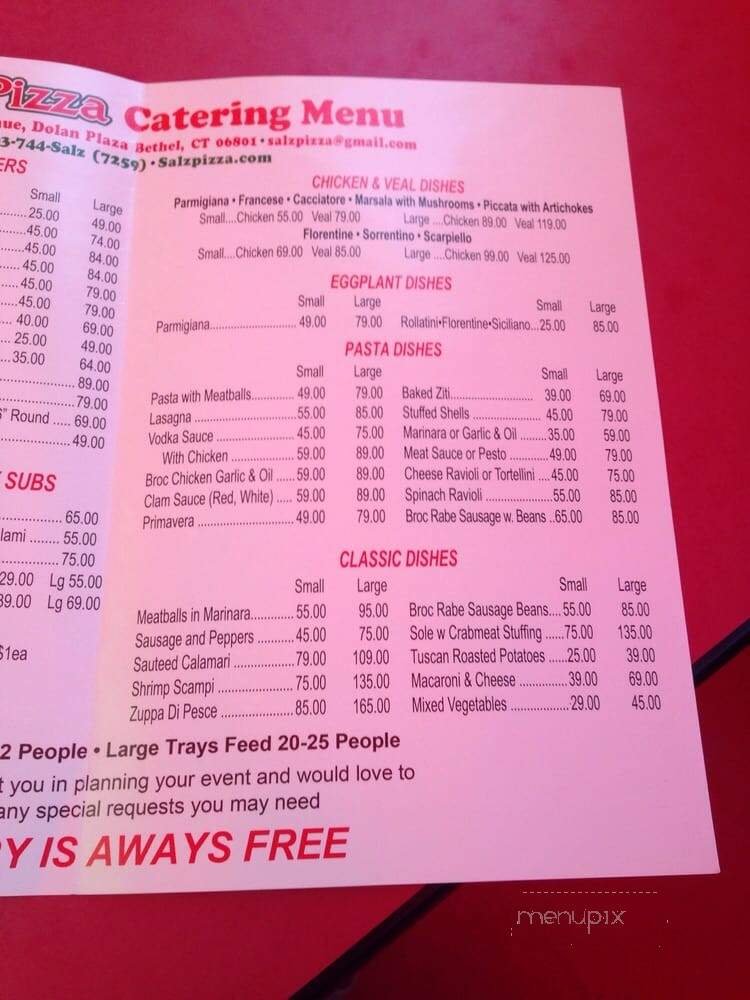 Pizza Catering Menu
nue, Dolan Plaza Bethel, CT 06801 • salzpizza@gmail.com
3-744-Salz (7259) • Salzpizza.com
ERS
Small Large
25.00 49.00
45.00 74.00
45.00 84.00
45.00 84.00
45.00 79.00
45.00 79.00
40.00 69.00
25.00 49.00
35.00 64.00
89.00
79.00
6" Round ..... 69.00
49.00
SUBS
65.00
lami ........ 55.00
75.00
29.00 Lg 55.00
39.00 Lg 69.00
$1ea
CHICKEN & VEAL DISHES
Parmigiana • Francese • Cacciatore • Marsala with Mushrooms • Piccata with Artichokes
Small....Chicken 55.00 Veal 79.00 Large ....Chicken 89.00 Veal 119.00
Florentine • Sorrentino • Scarpiello
Small....Chicken 69.00 Veal 85.00 Large ....Chicken 99.00 Veal 125.00
EGGPLANT DISHES
Small Large Small Large
Parmigiana........................ 49.00 79.00 Rollatini•Florentine•Siciliano...25.00 85.00
PASTA DISHES
Small Large Small Large
Pasta with Meatballs............ 49.00 79.00 Baked Ziti............................ 39.00 69.00
Lasagna ............................55.00 85.00 Stuffed Shells ..................... 45.00 79.00
Vodka Sauce ......................45.00 75.00 Marinara or Garlic & Oil .........35.00 59.00
With Chicken ..................59.00 89.00 Meat Sauce or Pesto .............49.00 79.00
Broc Chicken Garlic & Oil ......59.00 89.00 Cheese Ravioli or Tortellini ....45.00 75.00
Clam Sauce (Red, White) ..... 59.00 89.00 Spinach Ravioli .....................55.00 85.00
Primavera ..........................49.00 79.00 Broc Rabe Sausage w. Beans ..65.00 85.00
CLASSIC DISHES
Small Large Small Large
Meatballs in Marinara............ 55.00 95.00 Broc Rabe Sausage Beans.... 55.00 85.00
Sausage and Peppers ...........45.00 75.00 Sole w Crabmeat Stuffing ......75.00 135.00
Sauteed Calamari .................79.00 109.00 Tuscan Roasted Potatoes ......25.00 39.00
Shrimp Scampi .....................75.00 135.00 Macaroni & Cheese ...............39.00 69.00
Zuppa Di Pesce ....................85.00 165.00 Mixed Vegetables ..................29.00 45.00
2 People • Large Trays Feed 20-25 People
t you in planning your event and would love to
any special requests you may need
RY IS AWAYS FREE
menupix